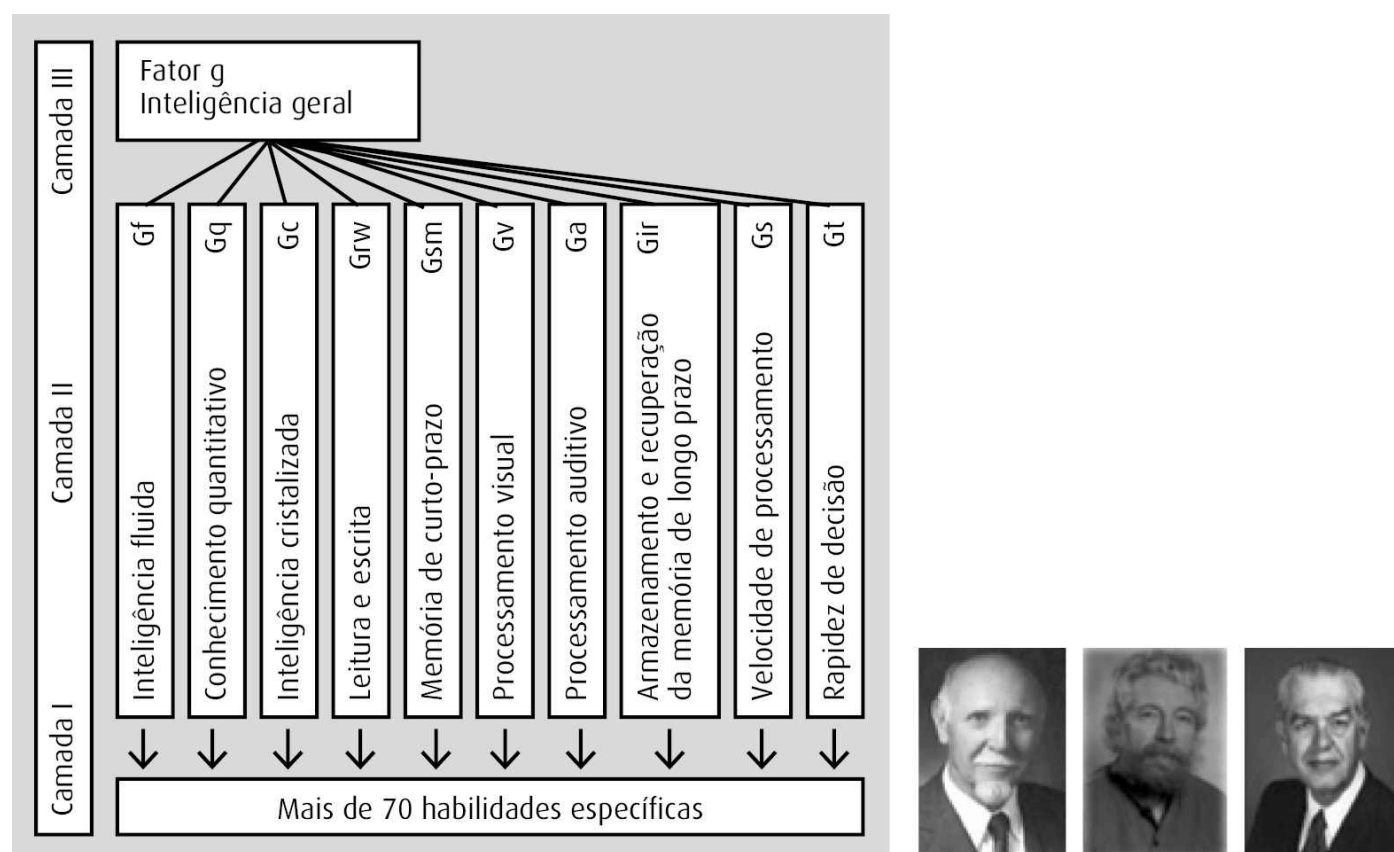 Camada III
Fator g
Inteligência geral
Camada II
Gf
Inteligência fluida
Gq
Conhecimento quantitativo
Gc
Inteligência cristalizada
Grw
Leitura e escrita
Gsm
Memória de curto-prazo
Gv
Processamento visual
Ga
Processamento auditivo
Gir
Armazenamento e recuperação
da memória de longo prazo
Gs
Velocidade de processamento
Gt
Rapidez de decisão
Camada I
Mais de 70 habilidades específicas